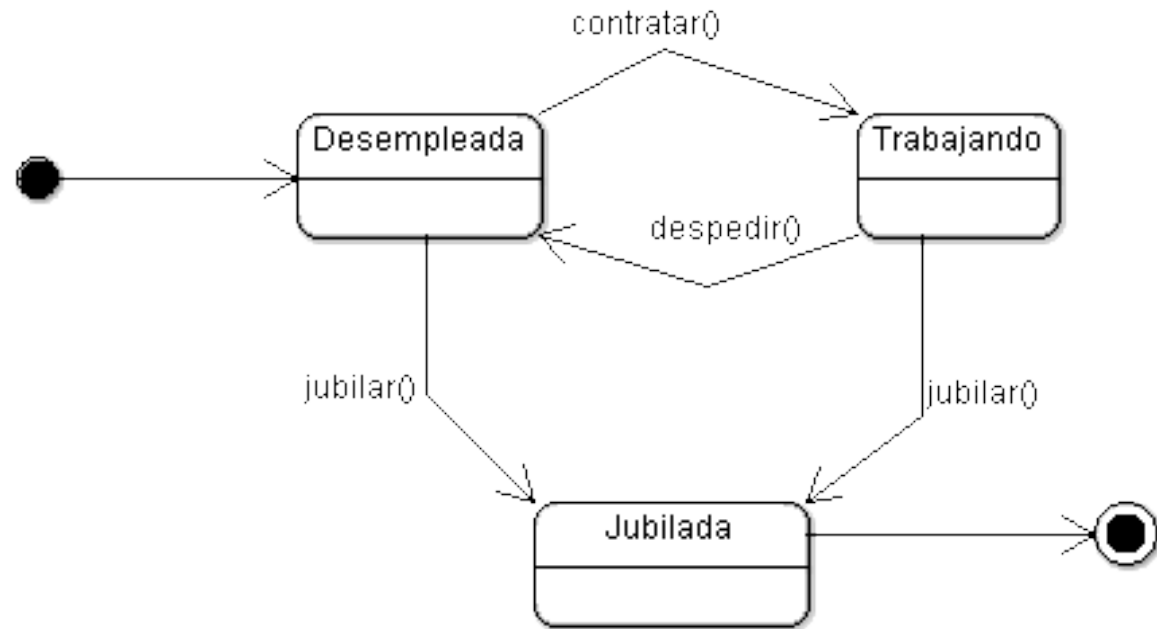 contratar()
Desempleada
Trabajando
despedir()
jubilar()
jubilar()
Jubilada